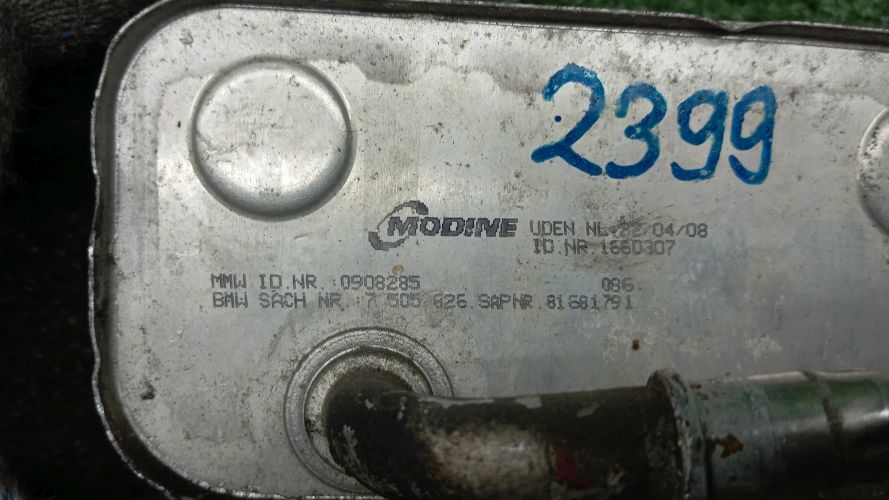 2399
MODINE UDEN NL 22/04/08
ID.NR 1660307
MMW ID.NR. :0908285 086.
BMW SACH NR. 7 505 826.SAPNR.81681791